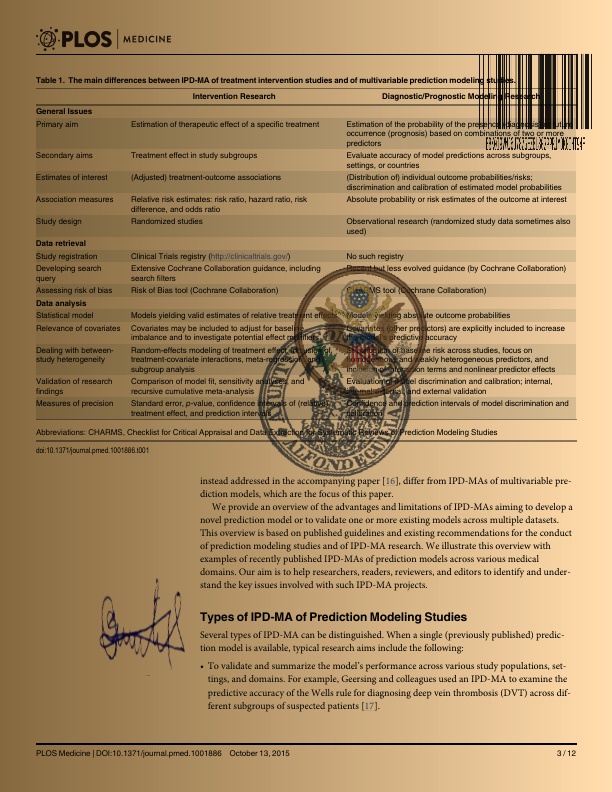 PLOS | MEDICINE
Table 1. The main differences between IPD-MA of treatment intervention studies and of multivariable prediction modeling studies.
Intervention Research Diagnostic/Prognostic Modeling Research
General Issues
Primary aim Estimation of therapeutic effect of a specific treatment Estimation of the probability of the presence (diagnosis) or future
occurrence (prognosis) based on combinations of two or more
predictors
Secondary aims Treatment effect in study subgroups Evaluate accuracy of model predictions across subgroups,
settings, or countries
Estimates of interest (Adjusted) treatment-outcome associations (Distribution of) individual outcome probabilities/risks;
discrimination and calibration of estimated model probabilities
Association measures Relative risk estimates: risk ratio, hazard ratio, risk Absolute probability or risk estimates of the outcome at interest
difference, and odds ratio
Study design Randomized studies Observational research (randomized study data sometimes also
used)
Data retrieval
Study registration Clinical Trials registry (http://clinicaltrials.gov/) No such registry
Developing search Extensive Cochrane Collaboration guidance, including Recent but less evolved guidance (by Cochrane Collaboration)
query search filters
Assessing risk of bias Risk of Bias tool (Cochrane Collaboration) CHARMS tool (Cochrane Collaboration)
Data analysis
Statistical model Models yielding valid estimates of relative treatment effects Models yielding absolute outcome probabilities
Relevance of covariates Covariates may be included to adjust for baseline Covariates (other predictors) are explicitly included to increase
imbalance and to investigate potential effect modifiers predictive accuracy
Dealing with between- Random-effects modeling of treatment effect, of baseline risk across studies, focus on
study heterogeneity treatment-covariate interactions, meta-regression, and weakly heterogeneous predictors, and
subgroup analysis terms and nonlinear predictor effects
Validation of research Comparison of model fit, sensitivity analyses, and Evaluation of model discrimination and calibration; internal,
findings recursive cumulative meta-analysis and external validation
Measures of precision Standard error, p-value, confidence intervals of (relative) Confidence and prediction intervals of model discrimination and
treatment effect, and prediction intervals calibration
Abbreviations: CHARMS, Checklist for Critical Appraisal and Data Extraction for Systematic Reviews of Prediction Modeling Studies
doi:10.1371/journal.pmed.1001886.t001
instead addressed in the accompanying paper [16], differ from IPD-MAs of multivariable pre-
diction models, which are the focus of this paper.
We provide an overview of the advantages and limitations of IPD-MAs aiming to develop a
novel prediction model or to validate one or more existing models across multiple datasets.
This overview is based on published guidelines and existing recommendations for the conduct
of prediction modeling studies and of IPD-MA research. We illustrate this overview with
examples of recently published IPD-MAs of prediction models across various medical
domains. Our aim is to help researchers, readers, reviewers, and editors to identify and under-
stand the key issues involved with such IPD-MA projects.
Types of IPD-MA of Prediction Modeling Studies
Several types of IPD-MA can be distinguished. When a single (previously published) predic-
tion model is available, typical research aims include the following:
• To validate and summarize the model's performance across various study populations, set-
tings, and domains. For example, Geersing and colleagues used an IPD-MA to examine the
predictive accuracy of the Wells rule for diagnosing deep vein thrombosis (DVT) across dif-
ferent subgroups of suspected patients [17].
PLOS Medicine | DOI:10.1371/journal.pmed.1001886 October 13, 2015 3 / 12